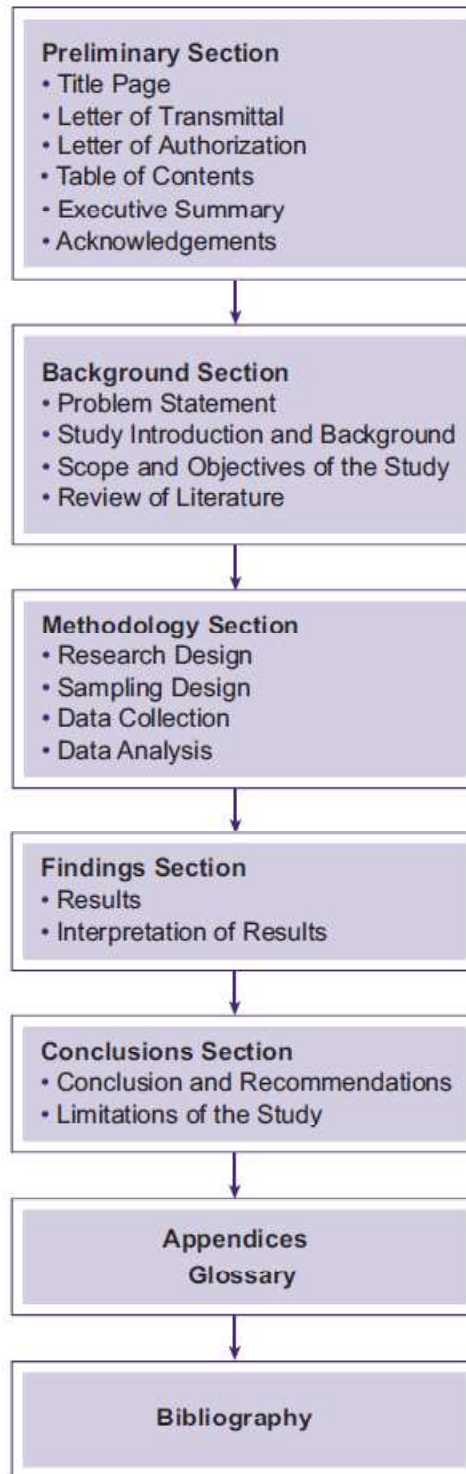 Preliminary Section
• Title Page
• Letter of Transmittal
• Letter of Authorization
• Table of Contents
• Executive Summary
• Acknowledgements
Background Section
• Problem Statement
• Study Introduction and Background
• Scope and Objectives of the Study
• Review of Literature
Methodology Section
• Research Design
• Sampling Design
• Data Collection
• Data Analysis
Findings Section
• Results
• Interpretation of Results
Conclusions Section
• Conclusion and Recommendations
• Limitations of the Study
Appendices
Glossary
Bibliography